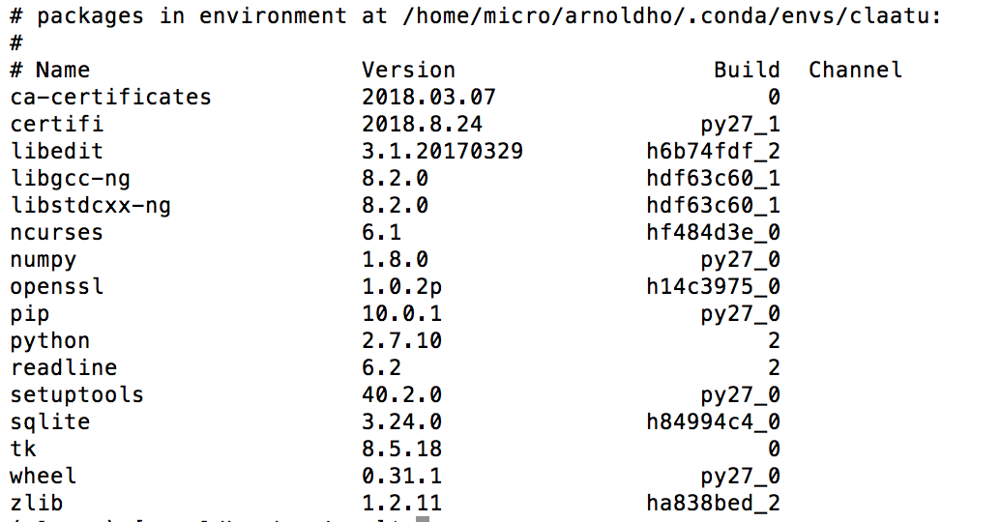 # packages in environment at /home/micro/arnoldho/.conda/envs/claatu:
#
# Name Version Build Channel
ca-certificates 2018.03.07 0
certifi 2018.8.24 py27_1
libedit 3.1.20170329 h6b74fdf_2
libgcc-ng 8.2.0 hdf63c60_1
libstdcxx-ng 8.2.0 hdf63c60_1
ncurses 6.1 hf484d3e_0
numpy 1.8.0 py27_0
openssl 1.0.2p h14c3975_0
pip 10.0.1 py27_0
python 2.7.10 2
readline 6.2 2
setuptools 40.2.0 py27_0
sqlite 3.24.0 h84994c4_0
tk 8.5.18 0
wheel 0.31.1 py27_0
zlib 1.2.11 ha838bed_2